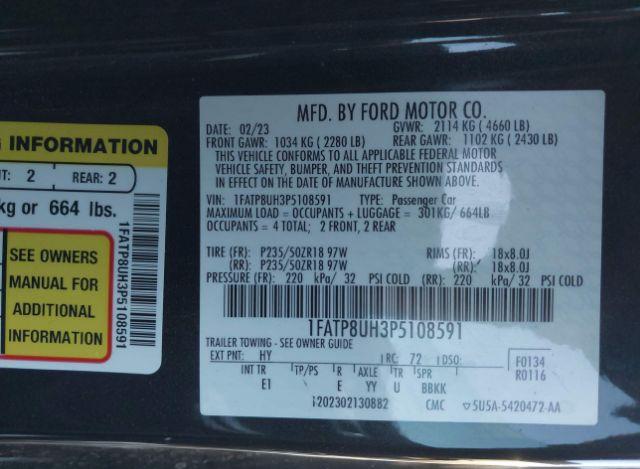 G INFORMATION
NT: 2 REAR: 2
kg or 664 lbs.
SEE OWNERS
MANUAL FOR
ADDITIONAL
INFORMATION
1FATP8UH3P5108591
MFD. BY FORD MOTOR CO.
DATE: 02/23 GVWR: 2114 KG ( 4660 LB)
FRONT GAWR: 1034 KG ( 2280 LB) REAR GAWR: 1102 KG ( 2430 LB)
THIS VEHICLE CONFORMS TO ALL APPLICABLE FEDERAL MOTOR
VEHICLE SAFETY, BUMPER, AND THEFT PREVENTION STANDARDS
IN EFFECT ON THE DATE OF MANUFACTURE SHOWN ABOVE.
VIN: 1FATP8UH3P5108591 TYPE: Passenger Car
MAXIMUM LOAD = OCCUPANTS + LUGGAGE = 301KG/ 664LB
OCCUPANTS = 4 TOTAL; 2 FRONT, 2 REAR
TIRE (FR): P235/50ZR18 97W RIMS (FR): 18x8.0J
(RR): P235/50ZR18 97W (RR): 18x8.0J
PRESSURE (FR): 220 kPa/ 32 PSI COLD (RR): 220 kPa/ 32 PSI COLD
1FATP8UH3P5108591
TRAILER TOWING - SEE OWNER GUIDE
EXT PNT: HY RC: 72 DSO: F0134
INT TR TP/PS R AXLE TR SPR R0116
E1 E YY U BBKK
1202302130882 CMC 5U5A-5420472-AA